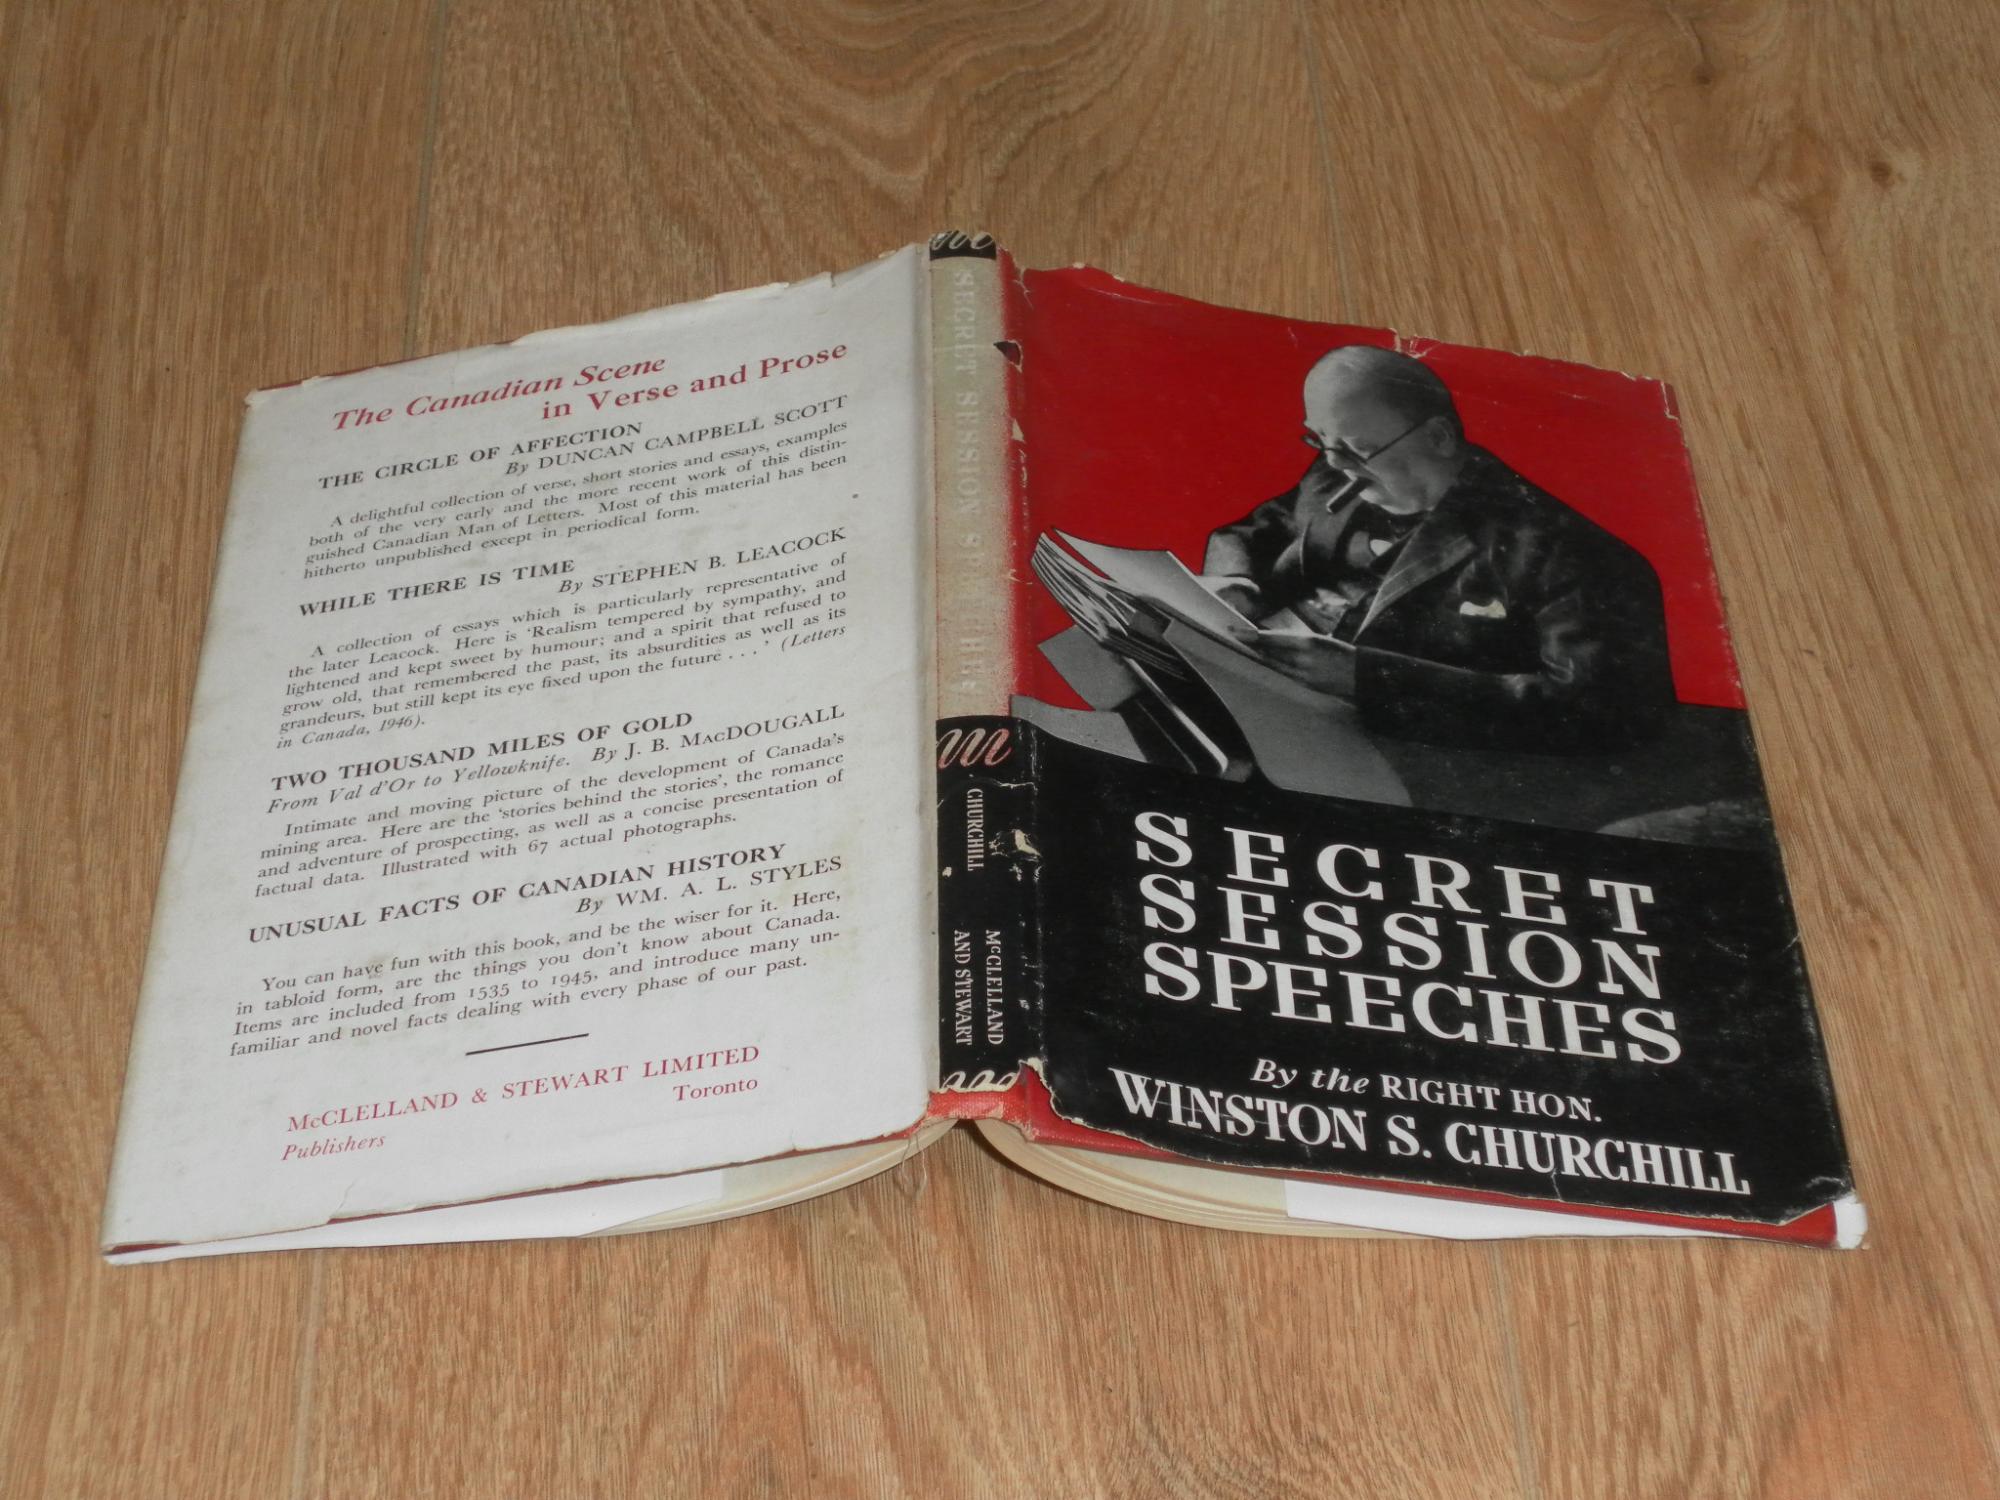 The Canadian Scene
in Verse and Prose
THE CIRCLE OF AFFECTION
By DUNCAN CAMPBELL SCOTT
A delightful collection of verse, short stories and essays, examples
both of the very early and the more recent work of this distin-
guished Canadian Man of Letters. Most of this material has been
hitherto unpublished except in periodical form.
WHILE THERE IS TIME
By STEPHEN B. LEACOCK
A collection of essays which is particularly representative of
the later Leacock. Here is 'Realism tempered by sympathy, and
lightened and kept sweet by humour; and a spirit that refused to
grow old, that remembered the past, its absurdities as well as its
grandeurs, but still kept its eye fixed upon the future . . . ' (Letters
in Canada, 1946).
TWO THOUSAND MILES OF GOLD
From Val d'Or to Yellowknife. By J. B. MACDOUGALL
Intimate and moving picture of the development of Canada's
mining area. Here are the 'stories behind the stories', the romance
and adventure of prospecting, as well as a concise presentation of
factual data. Illustrated with 67 actual photographs.
UNUSUAL FACTS OF CANADIAN HISTORY
By WM. A. L. STYLES
You can have fun with this book, and be the wiser for it. Here,
in tabloid form, are the things you don't know about Canada.
Items are included from 1535 to 1945, and introduce many un-
familiar and novel facts dealing with every phase of our past.
McCLELLAND & STEWART LIMITED
Publishers Toronto
SECRET SESSION SPEECHES
CHURCHILL
McCLELLAND
AND STEWART
SECRET
SESSION
SPEECHES
By the RIGHT HON.
WINSTON S. CHURCHILL